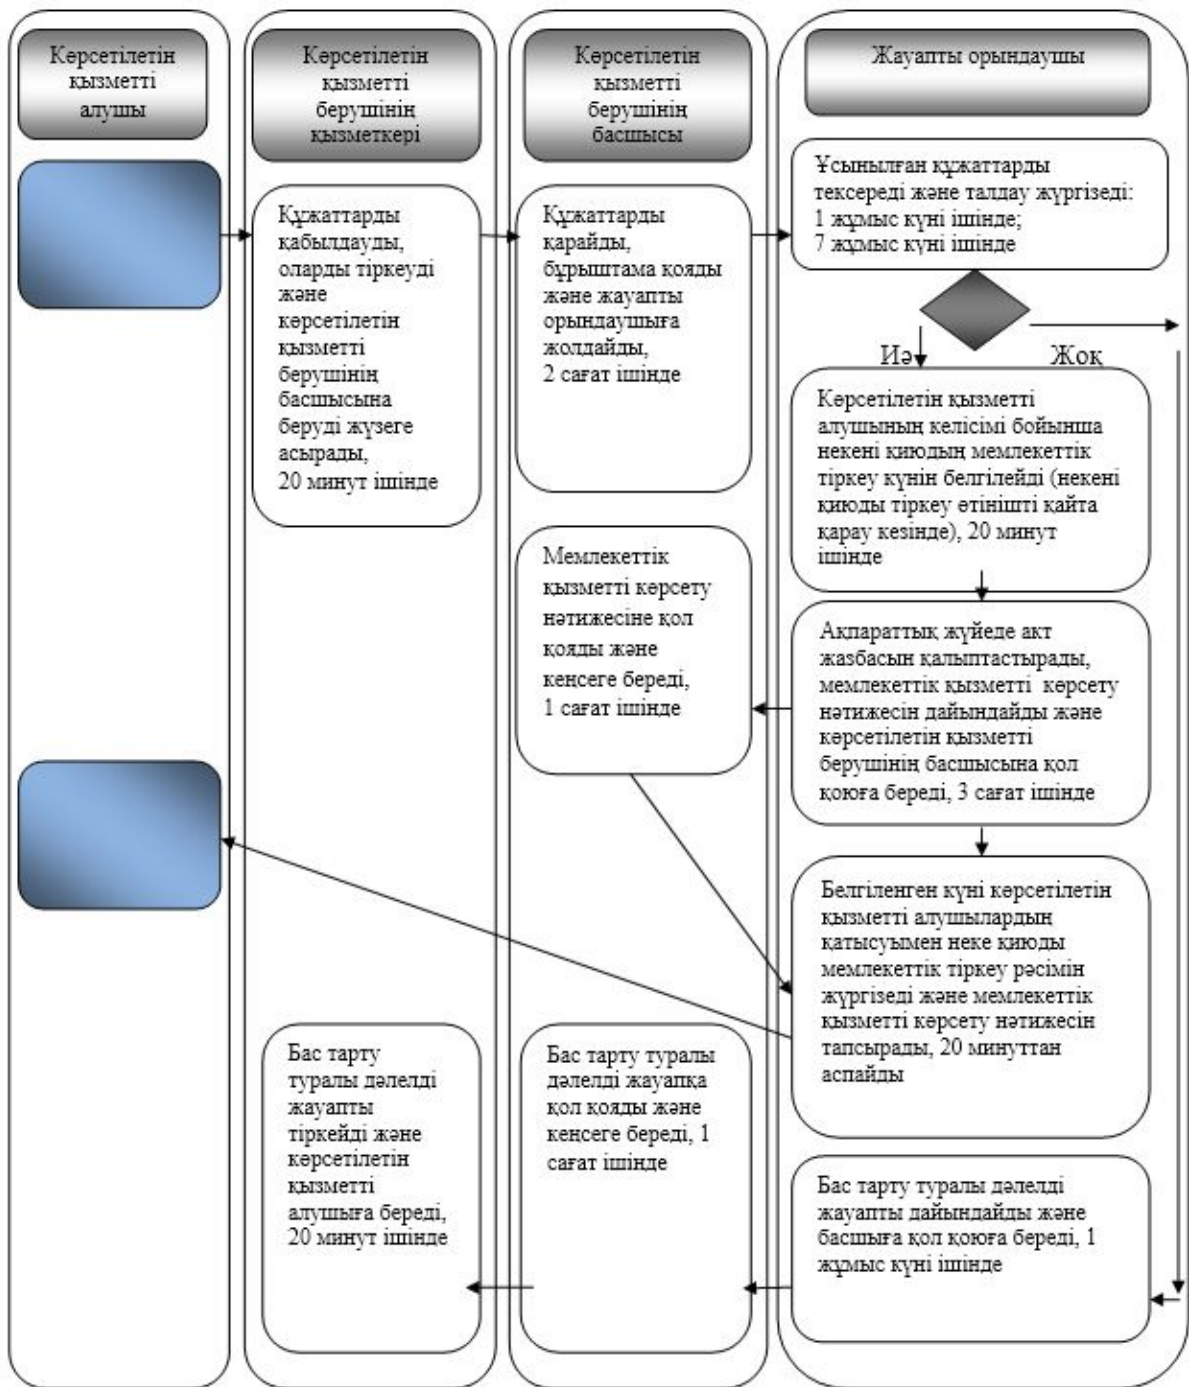 Көрсетілетін
қызметті
алушы
Көрсетілетін
қызметті
берушінің
қызметкері
Көрсетілетін
қызметті
берушінің
басшысы
Жауапты орындаушы
Құжаттарды
қабылдауды,
оларды тіркеуді
және
көрсетілетін
қызметті
берушінің
басшысына
беруді жүзеге
асырады,
20 минут ішінде
Құжаттарды
қарайды,
бұрыштама қояды
және жауапты
орындаушыға
жолдайды,
2 сағат ішінде
Ұсынылған құжаттарды
тексереді және талдау жүргізеді:
1 жұмыс күні ішінде;
7 жұмыс күні ішінде
Иә
Жоқ
Көрсетілетін қызметті
алушының келісімі бойынша
некені қиюдың мемлекеттік
тіркеу күнін белгілейді (некені
қиюды тіркеу өтінішті қайта
қарау кезінде), 20 минут
ішінде
Мемлекеттік
қызметті көрсету
нәтижесіне қол
қояды және
кеңсеге береді,
1 сағат ішінде
Ақпараттық жүйеде акт
жазбасын қалыптастырады,
мемлекеттік қызметті көрсету
нәтижесін дайындайды және
көрсетілетін қызметті
берушінің басшысына қол
қоюға береді, 3 сағат ішінде
Белгіленген күні көрсетілетін
қызметті алушылардың
қатысуымен неке қиюды
мемлекеттік тіркеу рәсімін
жүргізеді және мемлекеттік
қызметті көрсету нәтижесін
тапсырады, 20 минуттан
аспайды
Бас тарту
туралы дәлелді
жауапты
тіркейді және
көрсетілетін
қызметті
алушыға береді,
20 минут ішінде
Бас тарту туралы
дәлелді жауапқа
қол қояды және
кеңсеге береді, 1
сағат ішінде
Бас тарту туралы дәлелді
жауапты дайындайды және
басшыға қол қоюға береді, 1
жұмыс күні ішінде